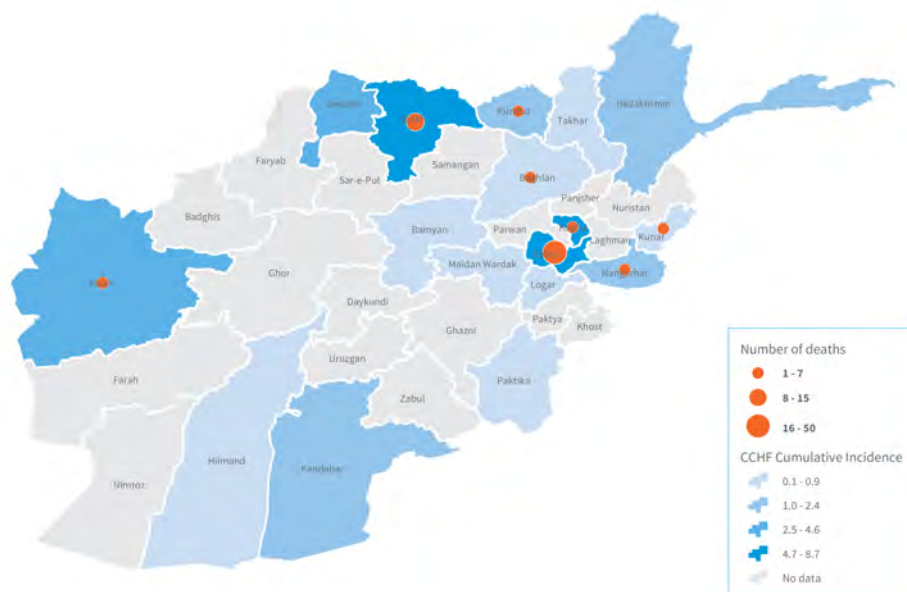 Badakhshan
Jawzjan
Kunduz
Takhar
Faryab
Samangan
Sar-e-Pul
Baghlan
Panjsher
Nuristan
Badghis
Bamyan
Parwan
Kunar
Laghman
Maidan Wardak
Nangarhar
Ghor
Logar
Daykundi
Paktya
Ghazni
Khost
Uruzgan
Farah
Paktika
Zabul
Hilmand
Kandahar
Nimroz
Number of deaths
1 - 7
8 - 15
16 - 50
CCHF Cumulative Incidence
0.1 - 0.9
1.0 - 2.4
2.5 - 4.6
4.7 - 8.7
No data